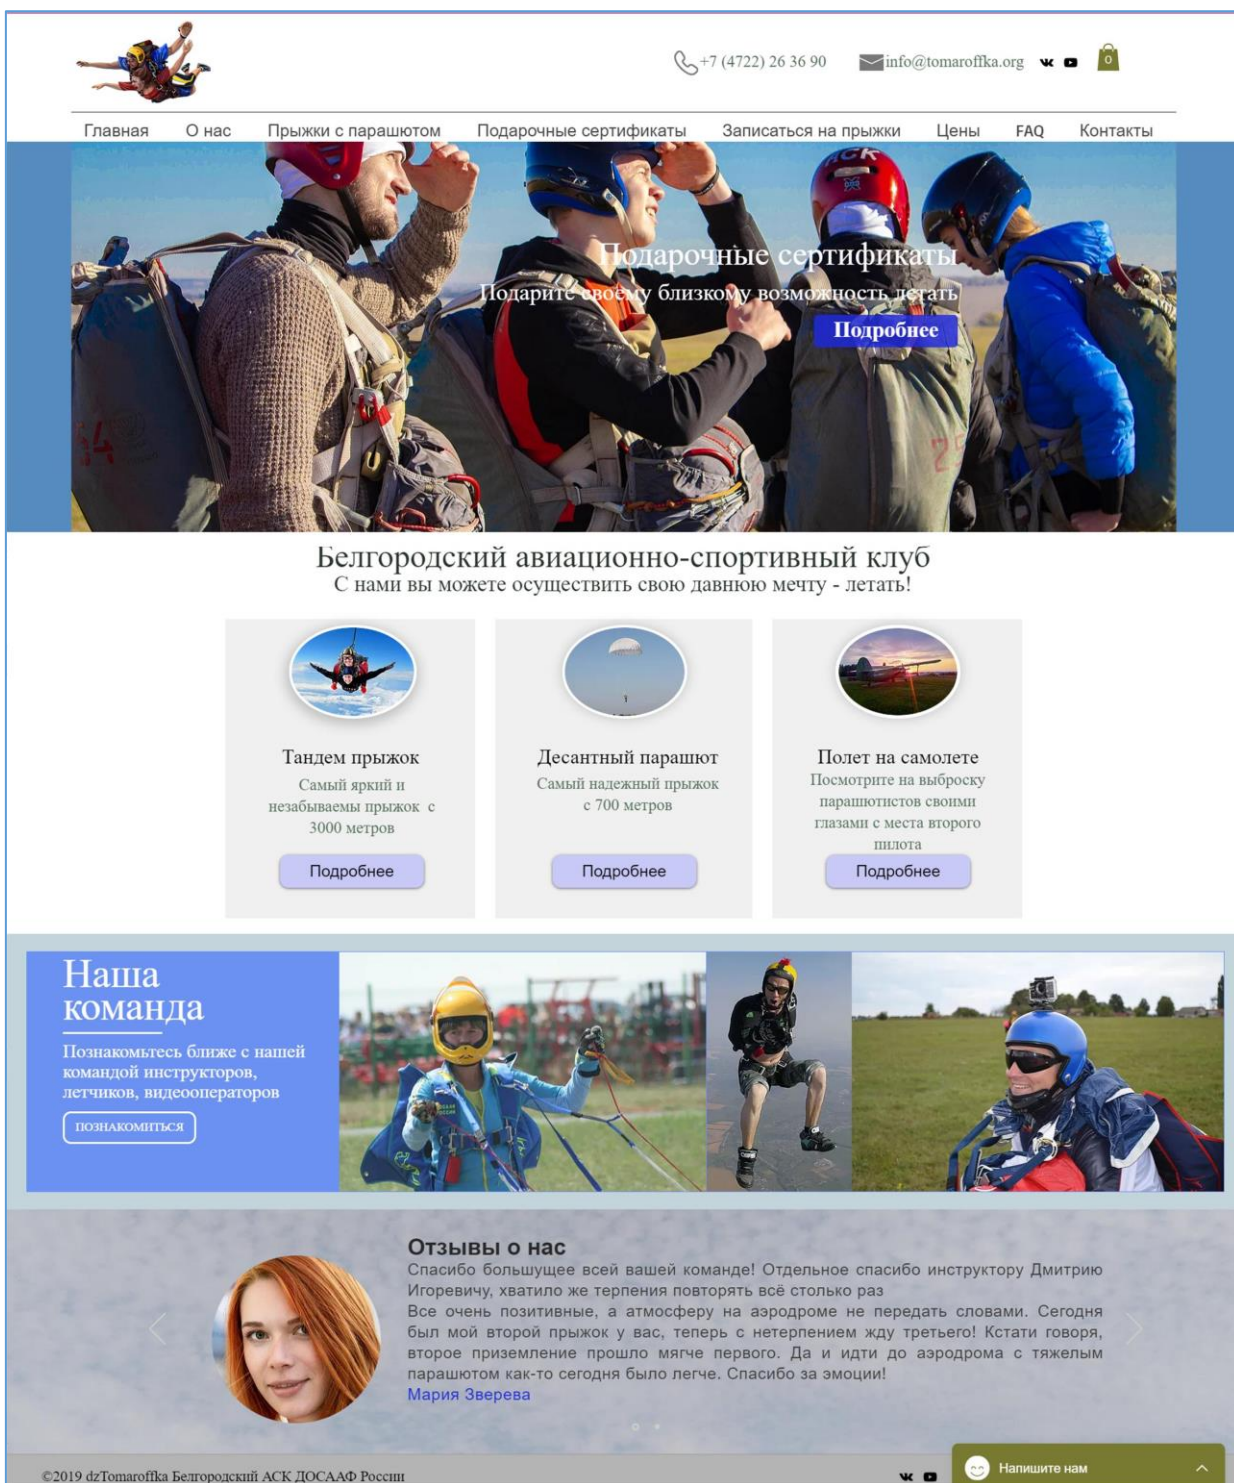 +7 (4722) 26 36 90 info@tomaroffka.org 0
Главная О нас Прыжки с парашютом Подарочные сертификаты Записаться на прыжки Цены FAQ Контакты
АСК
Подарочные сертификаты
Подарите своему близкому возможность летать
Подробнее
Белгородский авиационно-спортивный клуб
С нами вы можете осуществить свою давнюю мечту - летать!
Тандем прыжок
Самый яркий и
незабываемы прыжок с
3000 метров
Подробнее
Десантный парашют
Самый надежный прыжок
с 700 метров
Подробнее
Полет на самолете
Посмотрите на выброску
парашютистов своими
глазами с места второго
пилота
Подробнее
Наша
команда
Познакомьтесь ближе с нашей
командой инструкторов,
летчиков, видеооператоров
ПОЗНАКОМИТЬСЯ
Отзывы о нас
Спасибо большущее всей вашей команде! Отдельное спасибо инструктору Дмитрию
Игоревичу, хватило же терпения повторять всё столько раз
Все очень позитивные, а атмосферу на аэродроме не передать словами. Сегодня
был мой второй прыжок у вас, теперь с нетерпением жду третьего! Кстати говоря,
второе приземление прошло мягче первого. Да и идти до аэродрома с тяжелым
парашютом как-то сегодня было легче. Спасибо за эмоции!
Мария Зверева
©2019 dzTomaroffka Белгородский АСК ДОСААФ России
Напишите нам